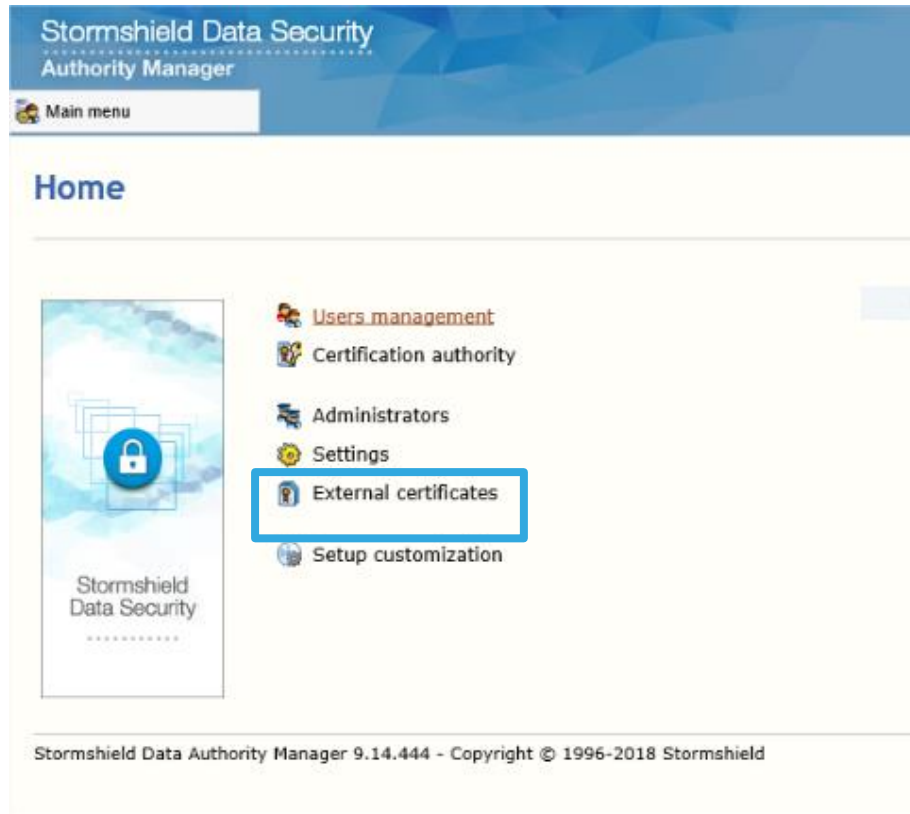 Stormshield Data Security
Authority Manager
Main menu
Home
Users management
Certification authority
Administrators
Settings
External certificates
Setup customization
Stormshield
Data Security
Stormshield Data Authority Manager 9.14.444 - Copyright © 1996-2018 Stormshield